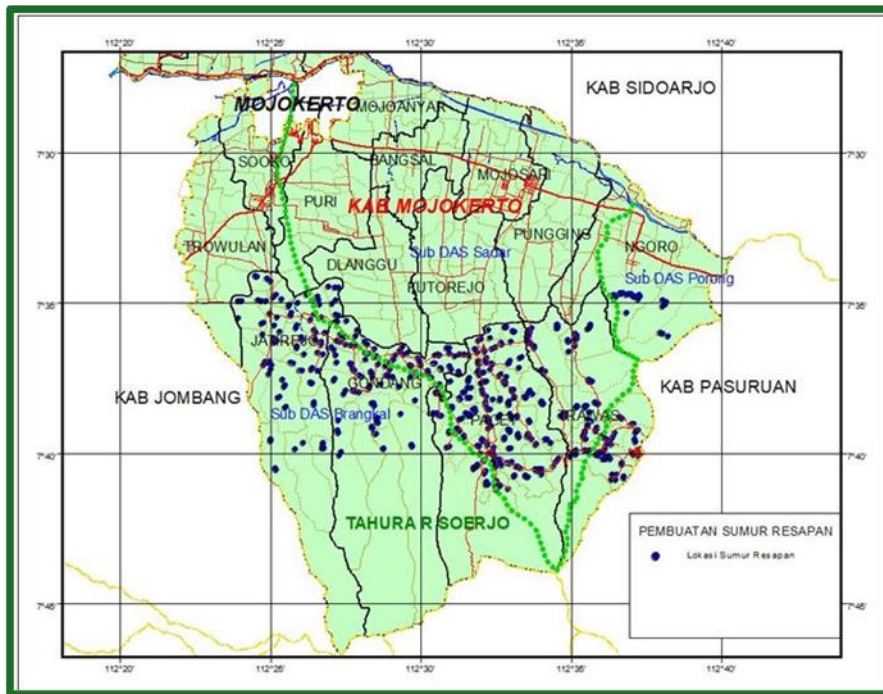 112°20'
112°25'
112°30'
112°35'
112°40'
KAB SIDOARJO
MOJOKERTO
MOJOANYAR
7°30'
7°30'
SOOKO
BANGSAL
MOJOSARI
PURI
KAB MOJOKERTO
PUNGGING
TROWULAN
NGORO
DLANGGU
Sub DAS Sadar
KUTOREJO
Sub DAS Porong
7°35'
7°35'
JATIREJO
GONDANG
KAB JOMBANG
KAB PASURUAN
Sub DAS Brangkal
PACET
TRAWAS
7°40'
7°40'
TAHURA R SOERJO
PEMBUATAN SUMUR RESAPAN
Lokasi Sumur Resapan
7°45'
7°45'
112°20'
112°25'
112°30'
112°35'
112°40'